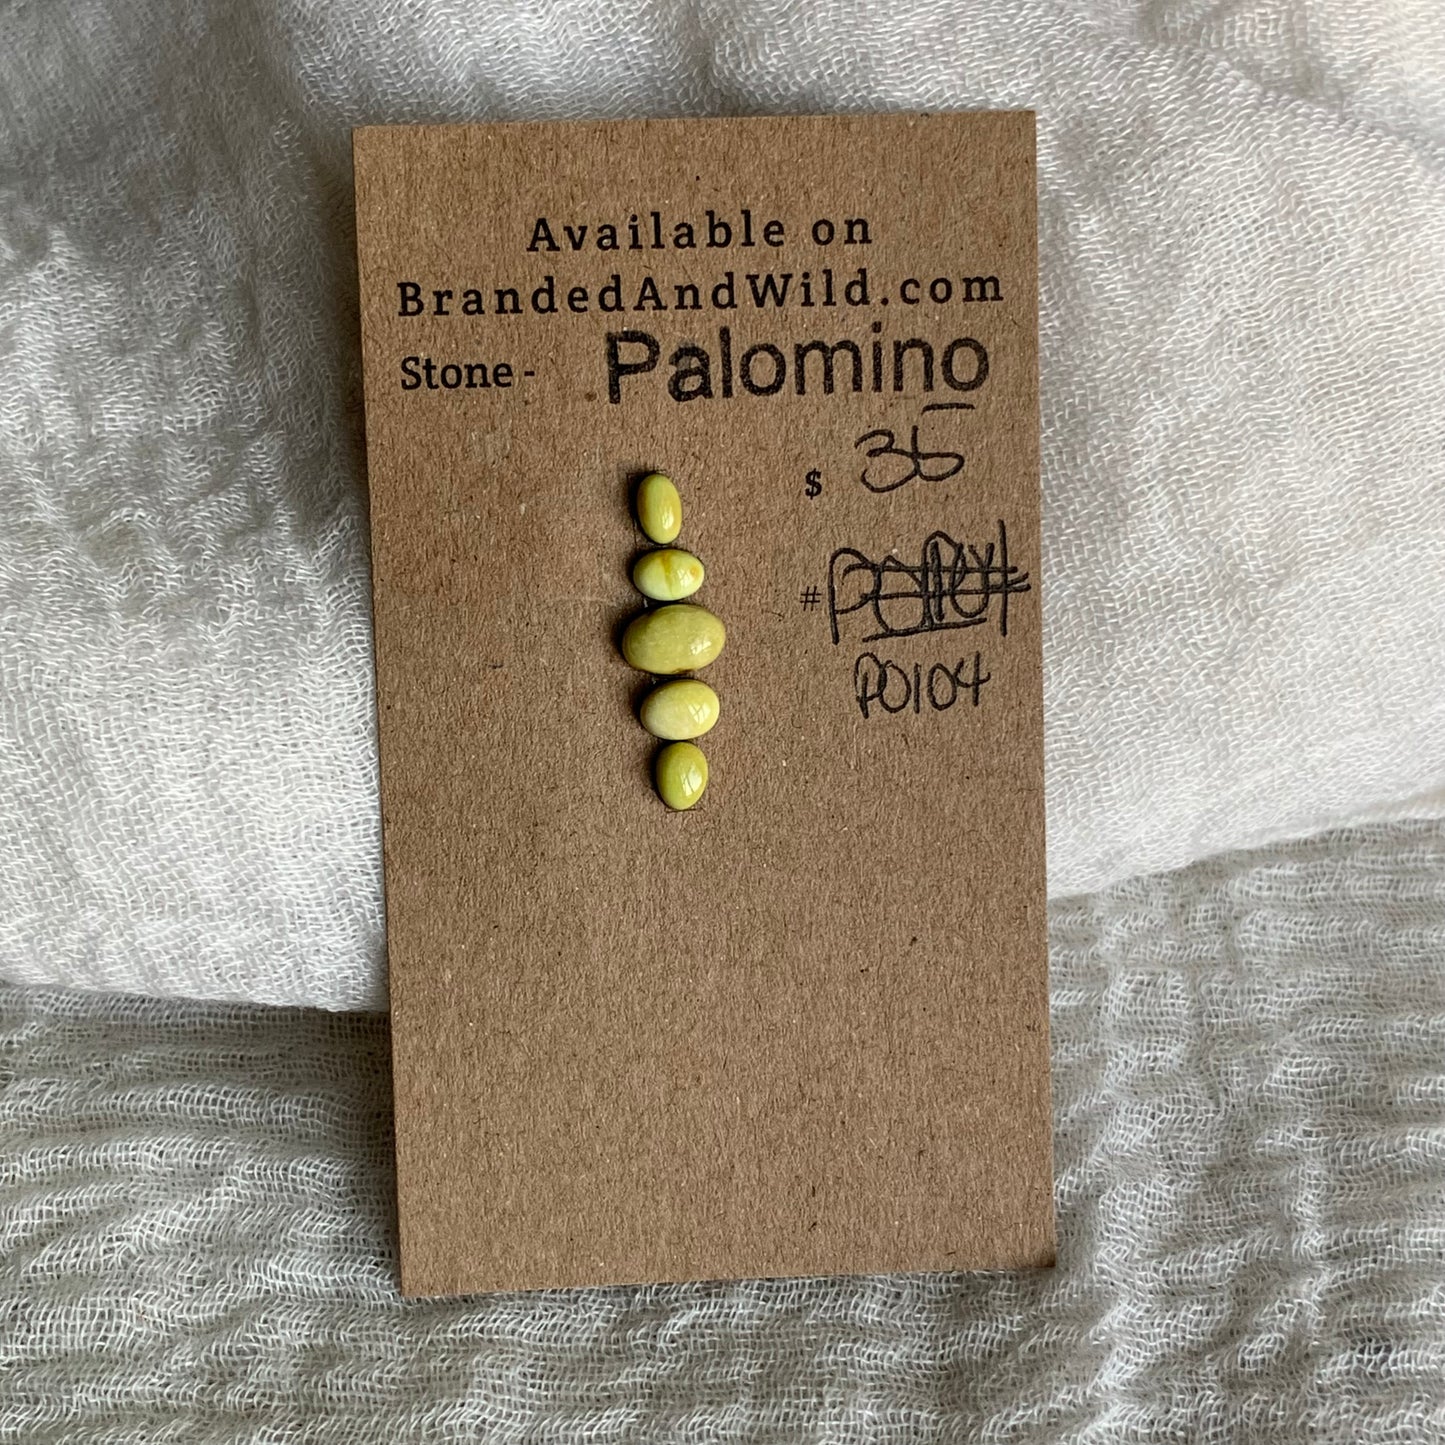 Available on
BrandedAndWild.com
Stone - Palomino
$ 35
#
PO104